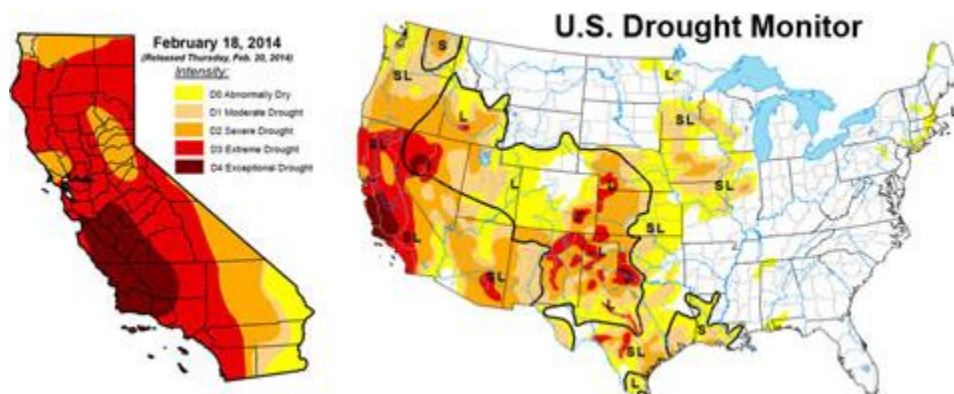 February 18, 2014
(Released Thursday, Feb. 20, 2014)
Intensity:
D0 Abnormally Dry
D1 Moderate Drought
D2 Severe Drought
D3 Extreme Drought
D4 Exceptional Drought
U.S. Drought Monitor
S
SL
L
L
SL
SL
L
L
SL
SL
SL
L
S
SL
L
L